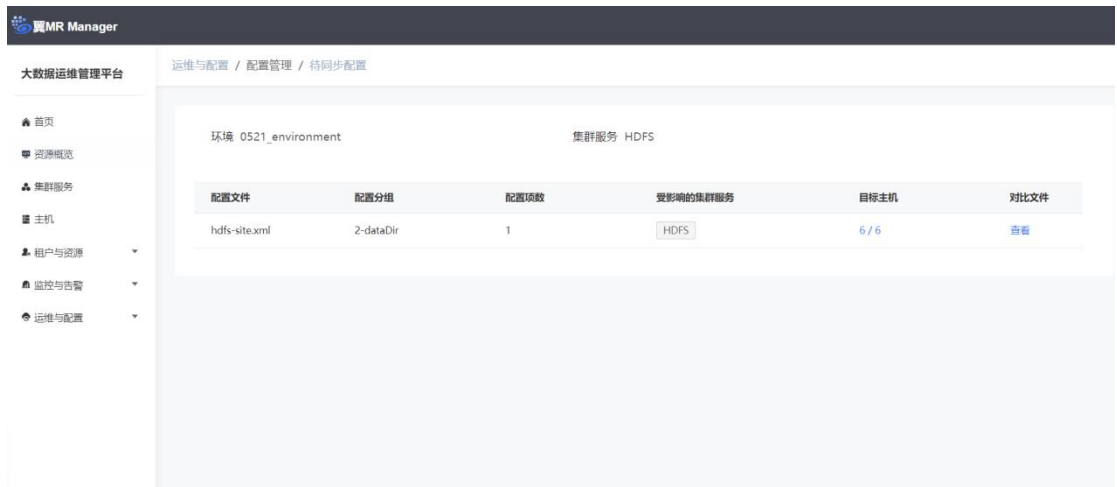 翼MR Manager
大数据运维管理平台
运维与配置 / 配置管理 / 待同步配置
首页
资源概览
集群服务
主机
租户与资源
监控与告警
运维与配置
环境 0521_environment 集群服务 HDFS
配置文件 配置分组 配置项数 受影响的集群服务 目标主机 对比文件
hdfs-site.xml 2-dataDir 1 HDFS 6 / 6 查看